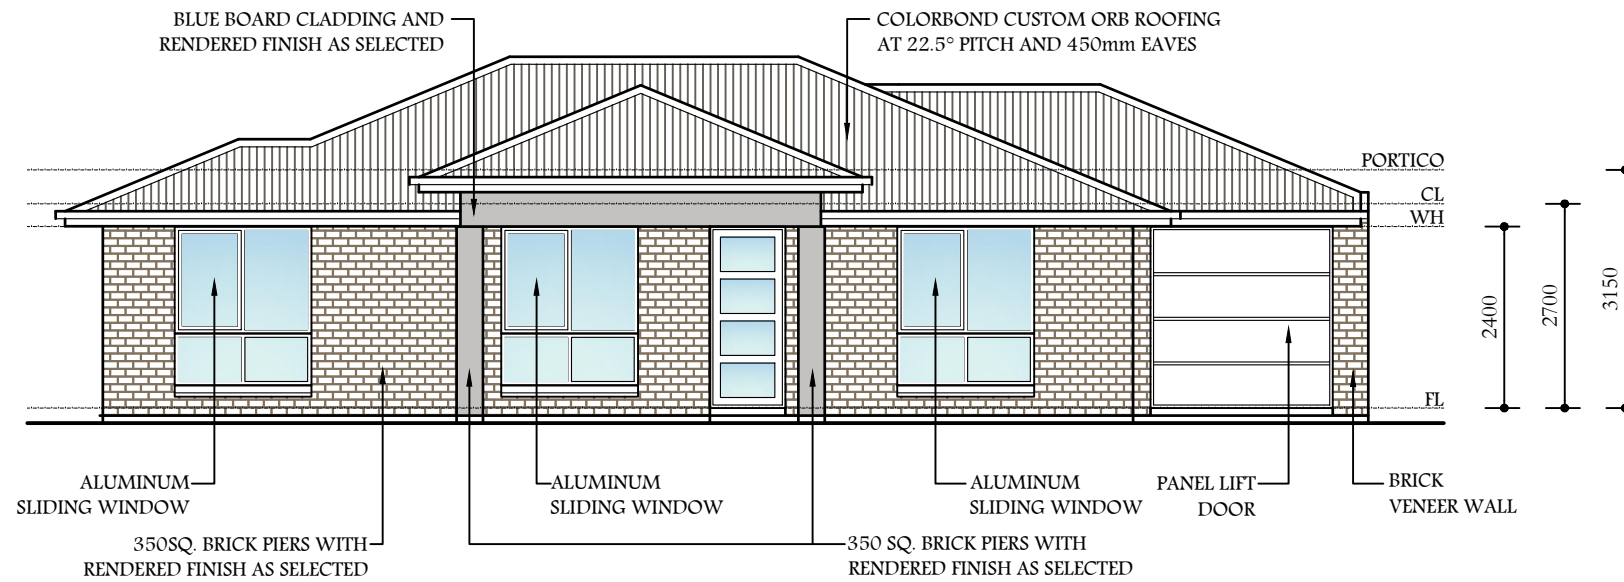 BLUE BOARD CLADDING AND
RENDERED FINISH AS SELECTED
COLORBOND CUSTOM ORB ROOFING
AT 22.5° PITCH AND 450mm EAVES
PORTICO
CL
WH
FL
2400
2700
3150
ALUMINUM
SLIDING WINDOW
ALUMINUM
SLIDING WINDOW
ALUMINUM
SLIDING WINDOW
PANEL LIFT
DOOR
BRICK
VENEER WALL
350SQ. BRICK PIERS WITH
RENDERED FINISH AS SELECTED
350 SQ. BRICK PIERS WITH
RENDERED FINISH AS SELECTED